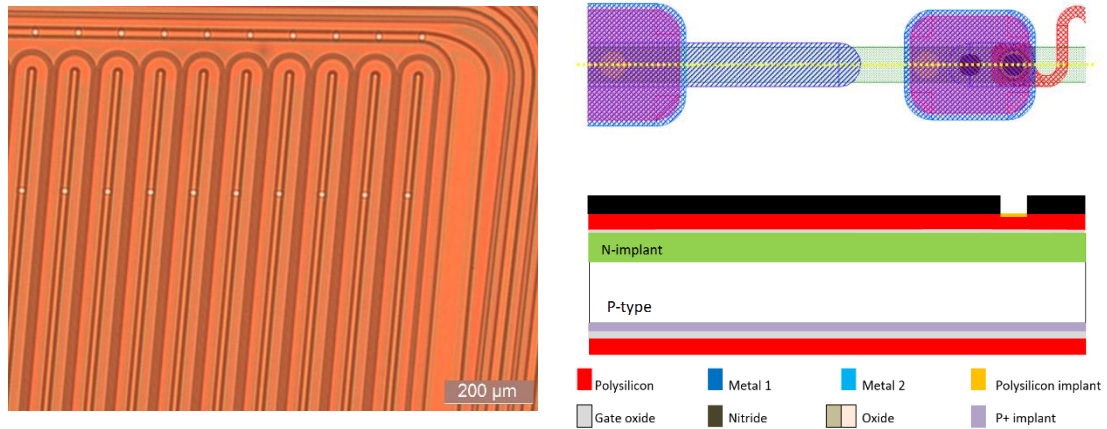 200 µm
N-implant
P-type
Polysilicon
Metal 1
Metal 2
Polysilicon implant
Gate oxide
Nitride
Oxide
P+ implant